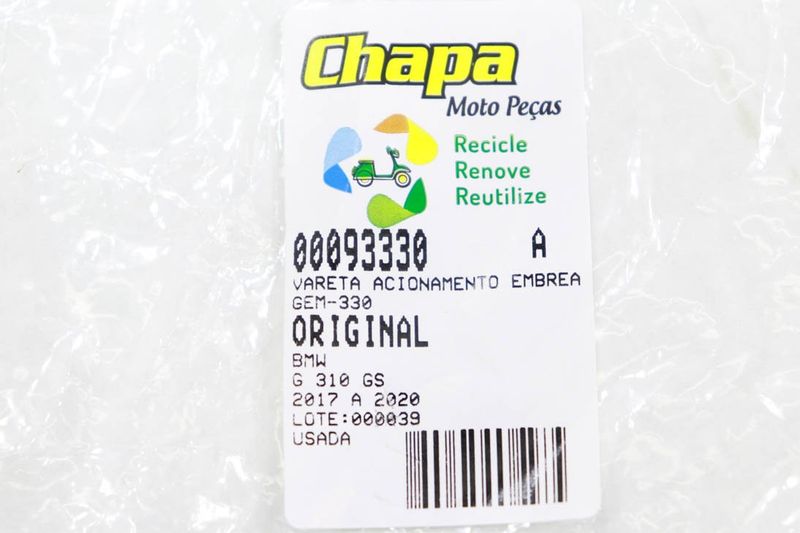 Chapa
Moto Peças
Recicle
Renove
Reutilize
00093330 A
VARETA ACIONAMENTO EMBREA
GEM-330
ORIGINAL
BMW
G 310 GS
2017 A 2020
LOTE:000039
USADA